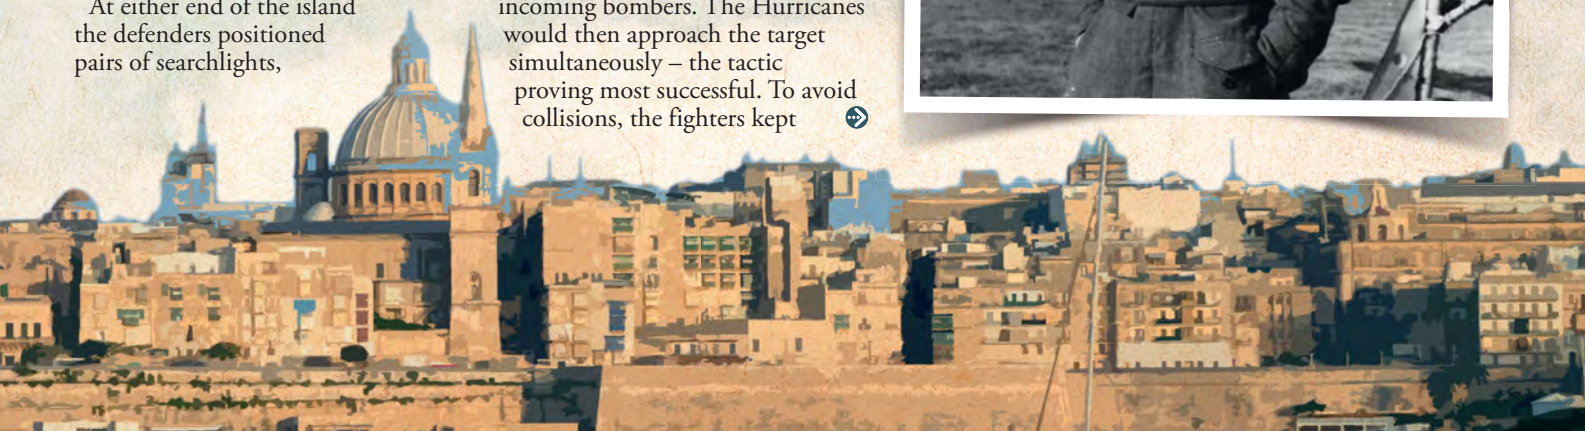 At either end of the island
the defenders positioned
pairs of searchlights,
incoming bombers. The Hurricanes
would then approach the target
simultaneously – the tactic
proving most successful. To avoid
collisions, the fighters kept